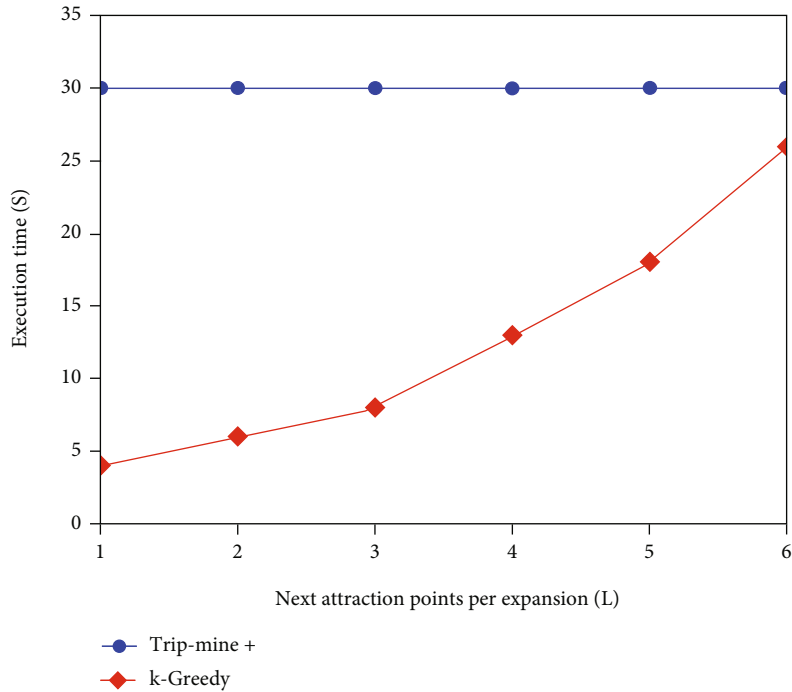 35
30
25
20
15
10
5
0
Execution time (S)
1 2 3 4 5 6
Next attraction points per expansion (L)
Trip-mine +
k-Greedy